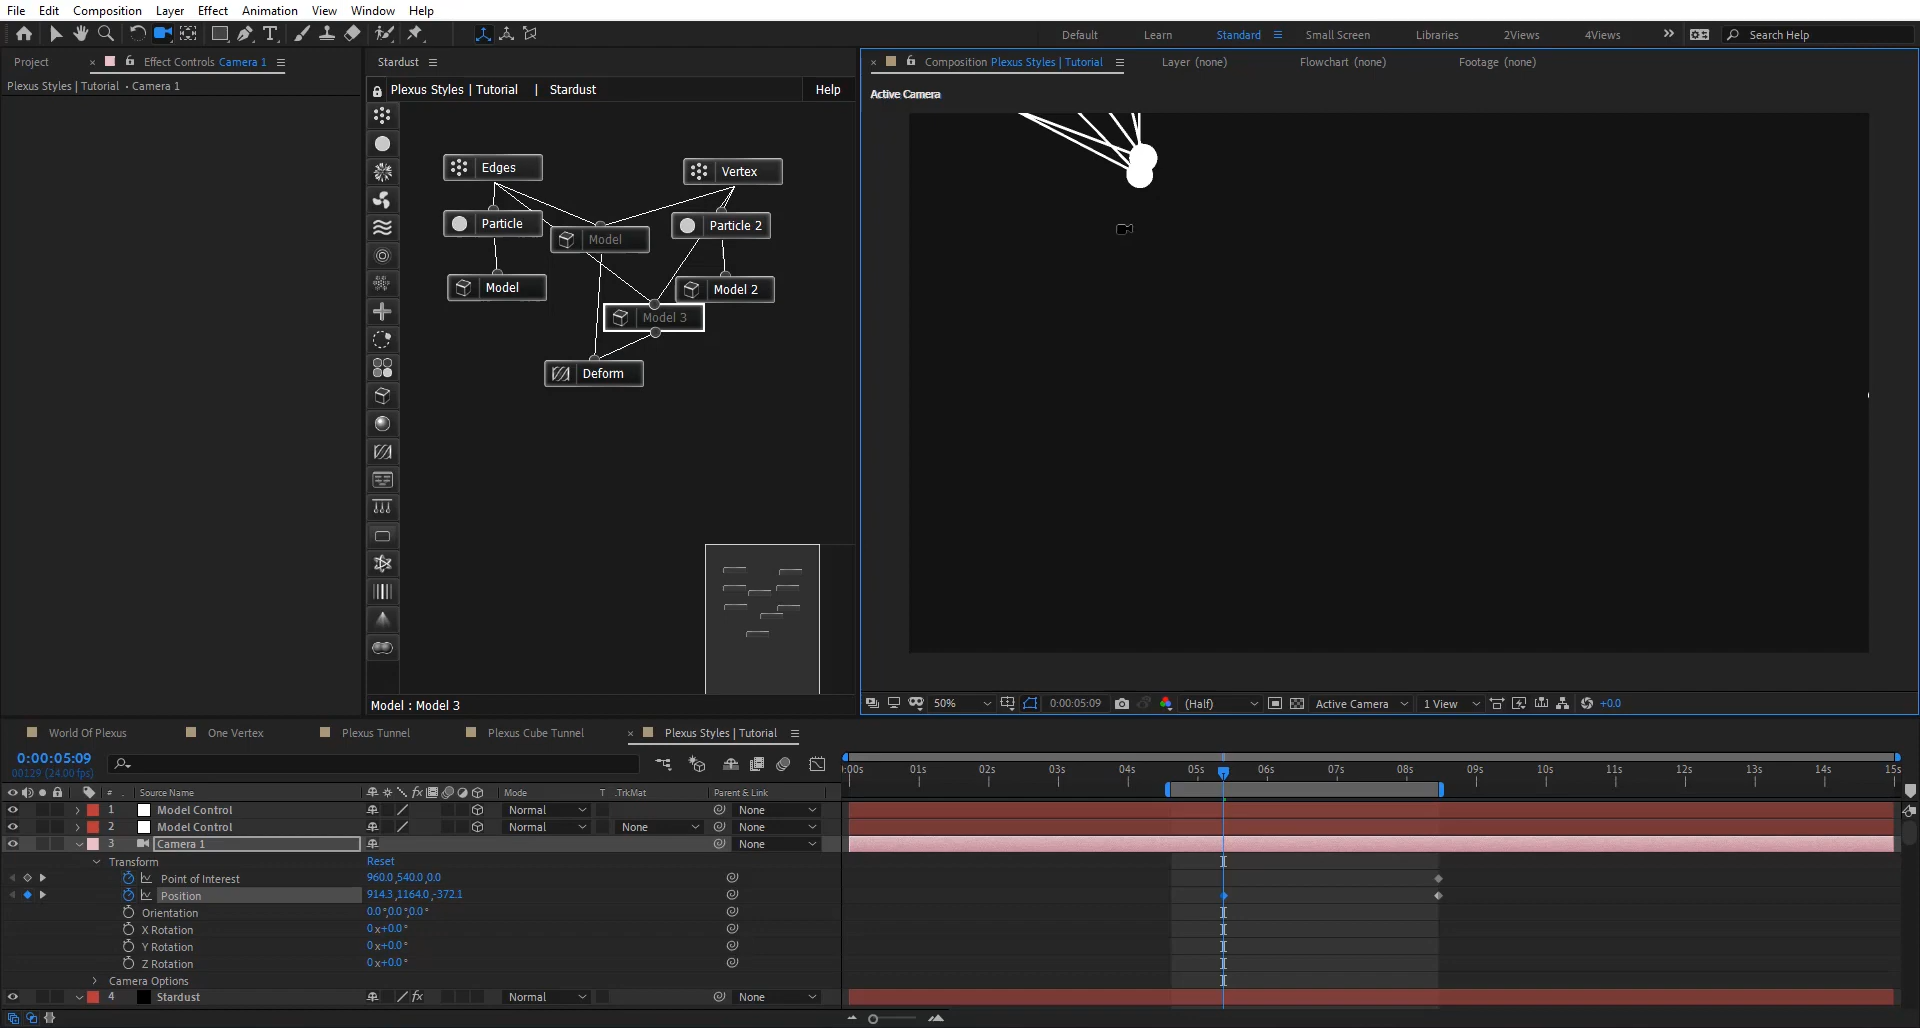 File Edit Composition Layer Effect Animation View Window Help
Default Learn Standard Small Screen Libraries 2Views 4Views Search Help
Project Effect Controls Camera 1
Plexus Styles | Tutorial • Camera 1
Stardust
Plexus Styles | Tutorial | Stardust Help
Composition Plexus Styles | Tutorial Layer (none) Flowchart (none) Footage (none)
Active Camera
Edges
Vertex
Particle
Particle 2
Model
Model
Model 2
Model 3
Deform
Model : Model 3
50% 0:00:05:09 (Half) Active Camera 1 View +0.0
World Of Plexus One Vertex Plexus Tunnel Plexus Cube Tunnel Plexus Styles | Tutorial
0:00:05:09
00129 (24.00 fps)
:00s 01s 02s 03s 04s 05s 06s 07s 08s 09s 10s 11s 12s 13s 14s 15s
# Source Name fx Mode T .TrkMat Parent & Link
1 Model Control Normal None
2 Model Control Normal None None
3 Camera 1 None
Transform Reset
Point of Interest 960.0,540.0,0.0
Position 914.3,1164.0,-372.1
Orientation 0.0°,0.0°,0.0°
X Rotation 0x+0.0°
Y Rotation 0x+0.0°
Z Rotation 0x+0.0°
Camera Options
4 Stardust fx Normal None